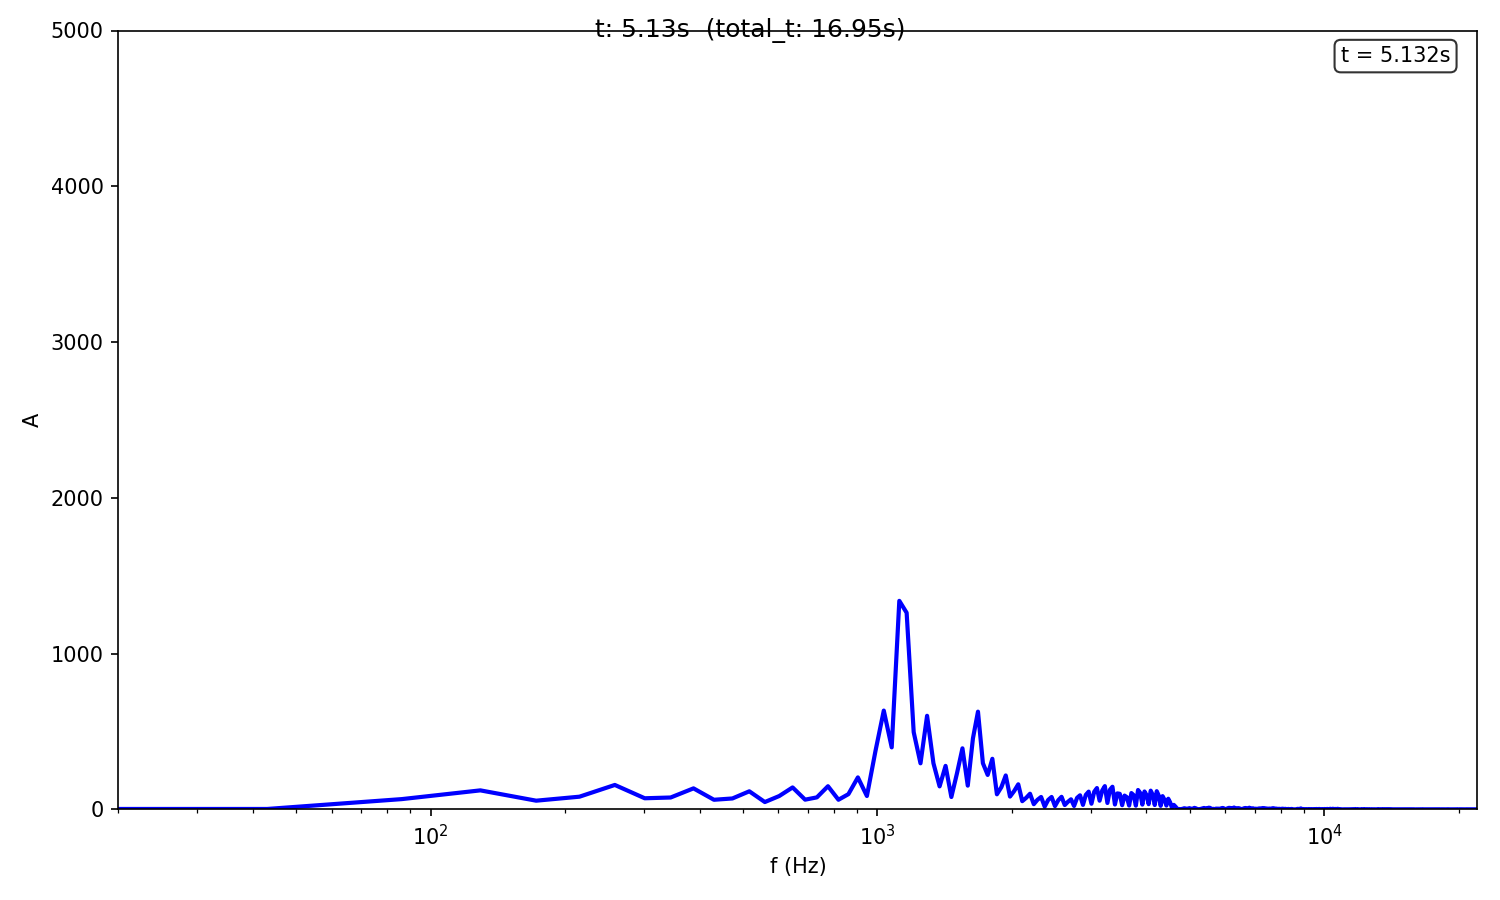 t: 5.13s (total_t: 16.95s)
t = 5.132s
5000
4000
3000
2000
1000
0
A
10²
10³
10⁴
f (Hz)